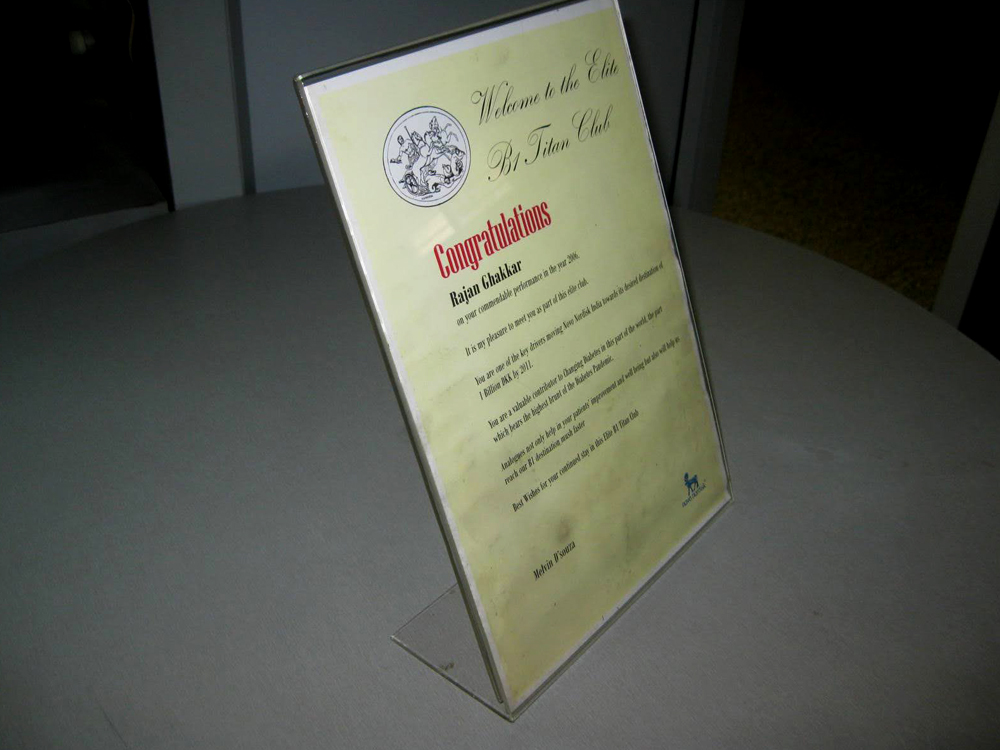 Welcome to the Elite
B1 Titan Club
Congratulations
Rajan Ghakkar
on your commendable performance in the year 2006.
It is my pleasure to meet you as part of this elite club.
You are one of the key drivers moving Novo Nordisk India towards its desired destination of
1 Billion DKK by 2011.
You are a valuable contributor to Changing Diabetes in this part of the world, the part
which bears the highest brunt of the Diabetes Pandemic.
Analogues not only help in your patients' improvement and well being but also will help us
reach our B1 destination much faster
Best Wishes for your continued stay in this Elite B1 Titan Club
Melvin D'souza